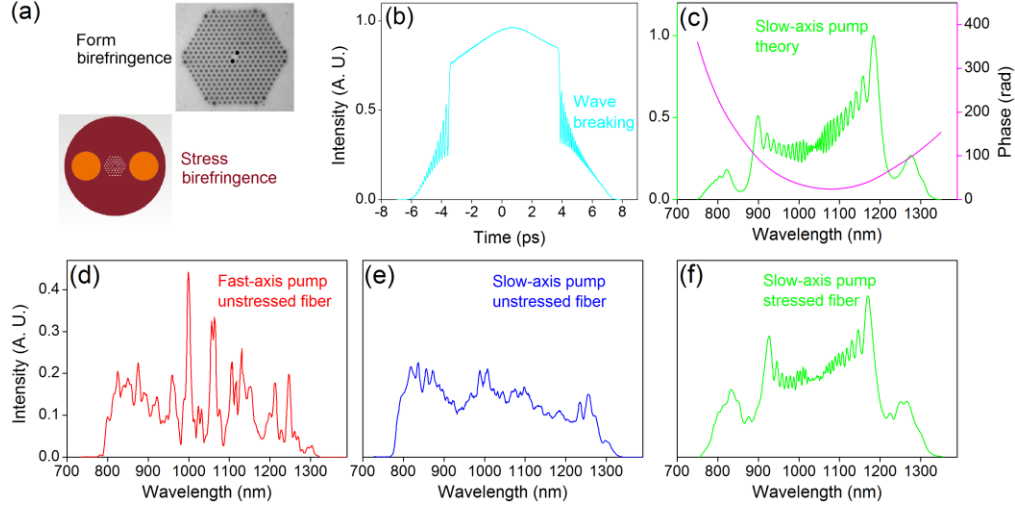 (a)
Form
birefringence
Stress
birefringence
(b)
Intensity (A. U.)
1.0
0.5
0.0
Wave
breaking
-8 -6 -4 -2 0 2 4 6 8
Time (ps)
(c)
Slow-axis pump
theory
1.0
0.5
0.0
400
300
200
100
0
Phase (rad)
700 800 900 1000 1100 1200 1300
Wavelength (nm)
(d)
Fast-axis pump
unstressed fiber
Intensity (A. U.)
0.4
0.3
0.2
0.1
0.0
700 800 900 1000 1100 1200 1300
Wavelength (nm)
(e)
Slow-axis pump
unstressed fiber
700 800 900 1000 1100 1200 1300
Wavelength (nm)
(f)
Slow-axis pump
stressed fiber
700 800 900 1000 1100 1200 1300
Wavelength (nm)